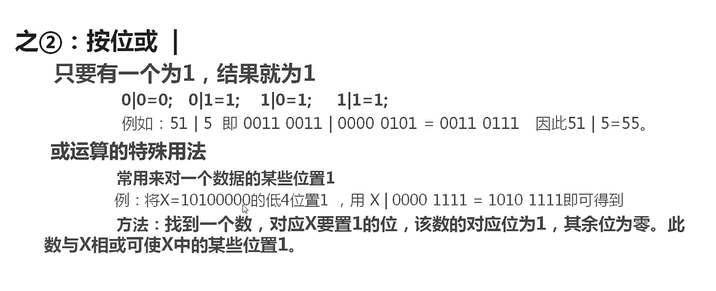 之②：按位或 |
只要有一个为1，结果就为1
0|0=0; 0|1=1; 1|0=1; 1|1=1;
例如：51 | 5 即 0011 0011 | 0000 0101 = 0011 0111 因此51 | 5=55。
或运算的特殊用法
常用来对一个数据的某些位置1
例：将X=10100000的低4位置1 ，用 X | 0000 1111 = 1010 1111即可得到
方法：找到一个数，对应X要置1的位，该数的对应位为1，其余位为零。此
数与X相或可使X中的某些位置1。